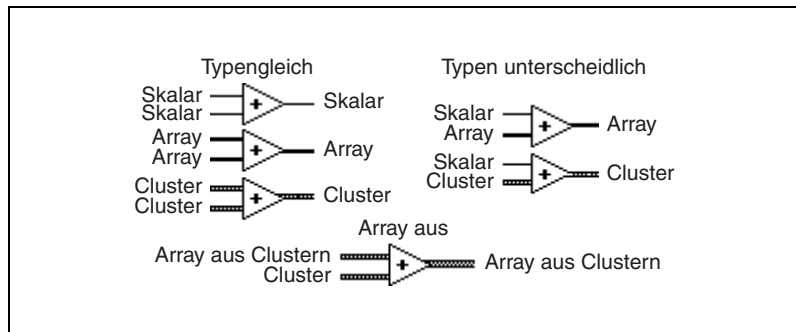 Typengleich
Skalar
Skalar
Skalar
Array
Array
Array
Cluster
Cluster
Cluster
Typen unterscheidlich
Skalar
Array
Array
Skalar
Cluster
Cluster
Array aus
Array aus Clustern
Cluster
Array aus Clustern